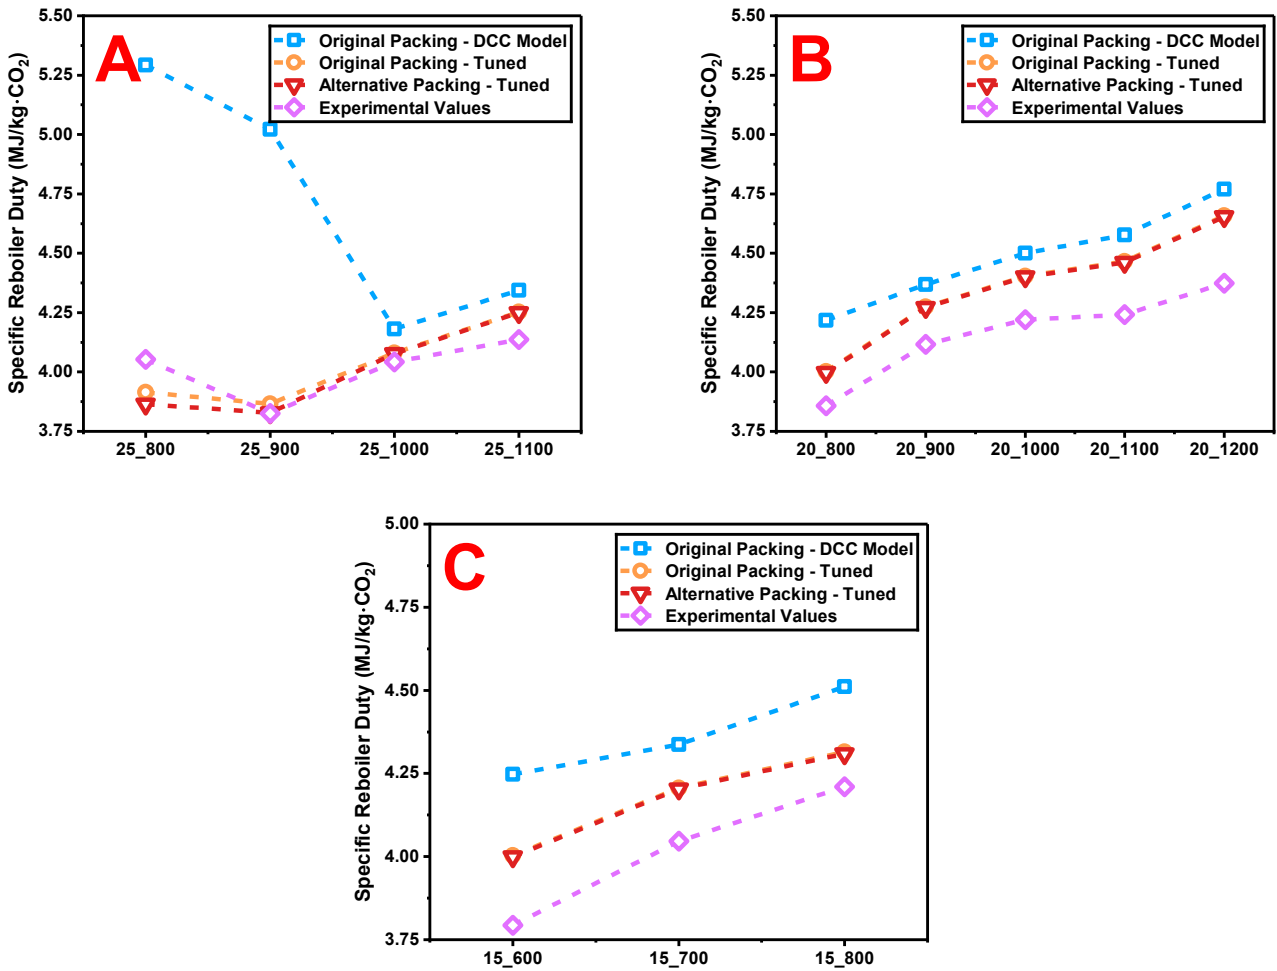 A
Specific Reboiler Duty (MJ/kg·CO₂)
5.50
5.25
5.00
4.75
4.50
4.25
4.00
3.75
25_800
25_900
25_1000
25_1100
Original Packing - DCC Model
Original Packing - Tuned
Alternative Packing - Tuned
Experimental Values
B
Specific Reboiler Duty (MJ/kg·CO₂)
5.50
5.25
5.00
4.75
4.50
4.25
4.00
3.75
20_800
20_900
20_1000
20_1100
20_1200
Original Packing - DCC Model
Original Packing - Tuned
Alternative Packing - Tuned
Experimental Values
C
Specific Reboiler Duty (MJ/kg·CO₂)
5.00
4.75
4.50
4.25
4.00
3.75
15_600
15_700
15_800
Original Packing - DCC Model
Original Packing - Tuned
Alternative Packing - Tuned
Experimental Values